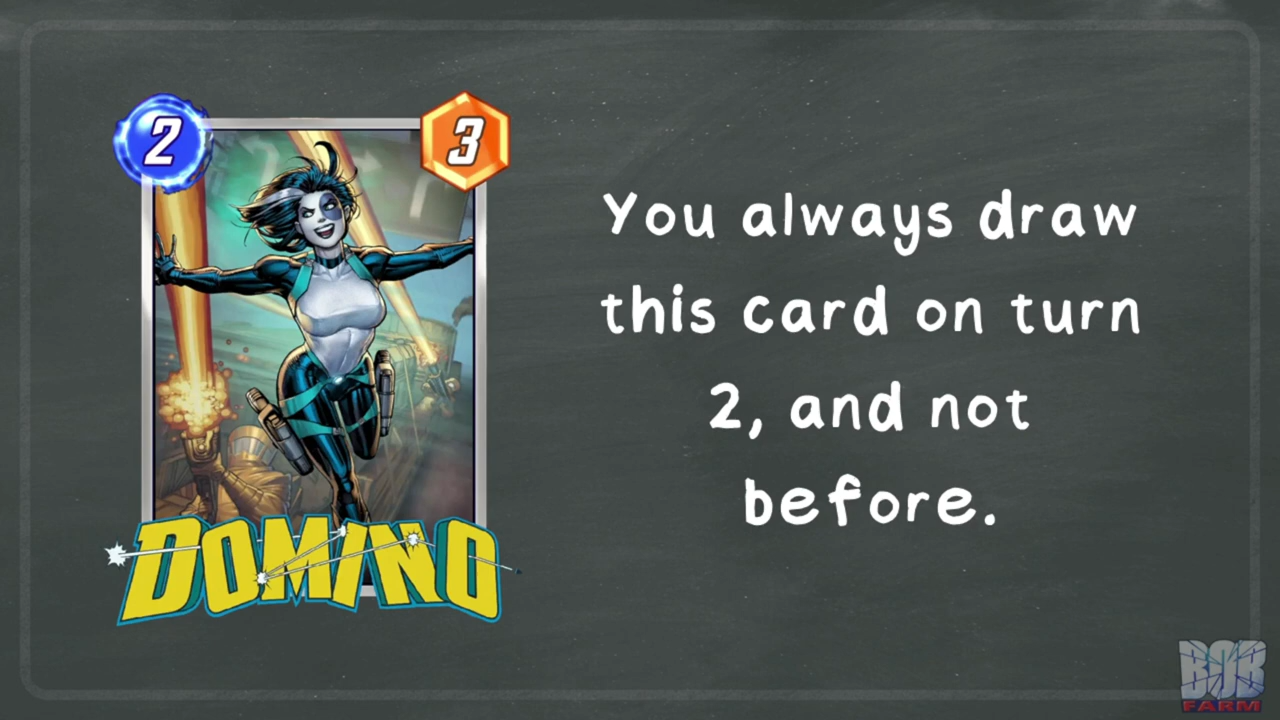 2
3
You always draw
this card on turn
2, and not
before.
DOMINO
BOB
FARM